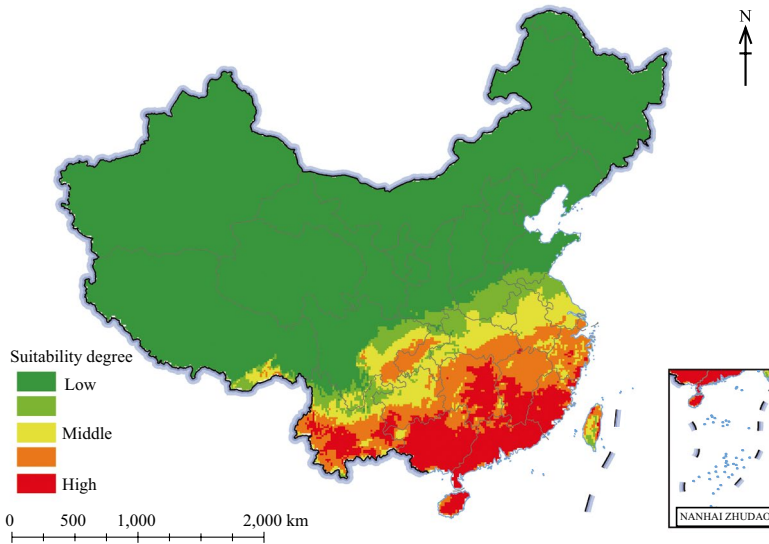 N
Suitability degree
Low
Middle
High
0 500 1,000 2,000 km
NANHAI ZHUDAO